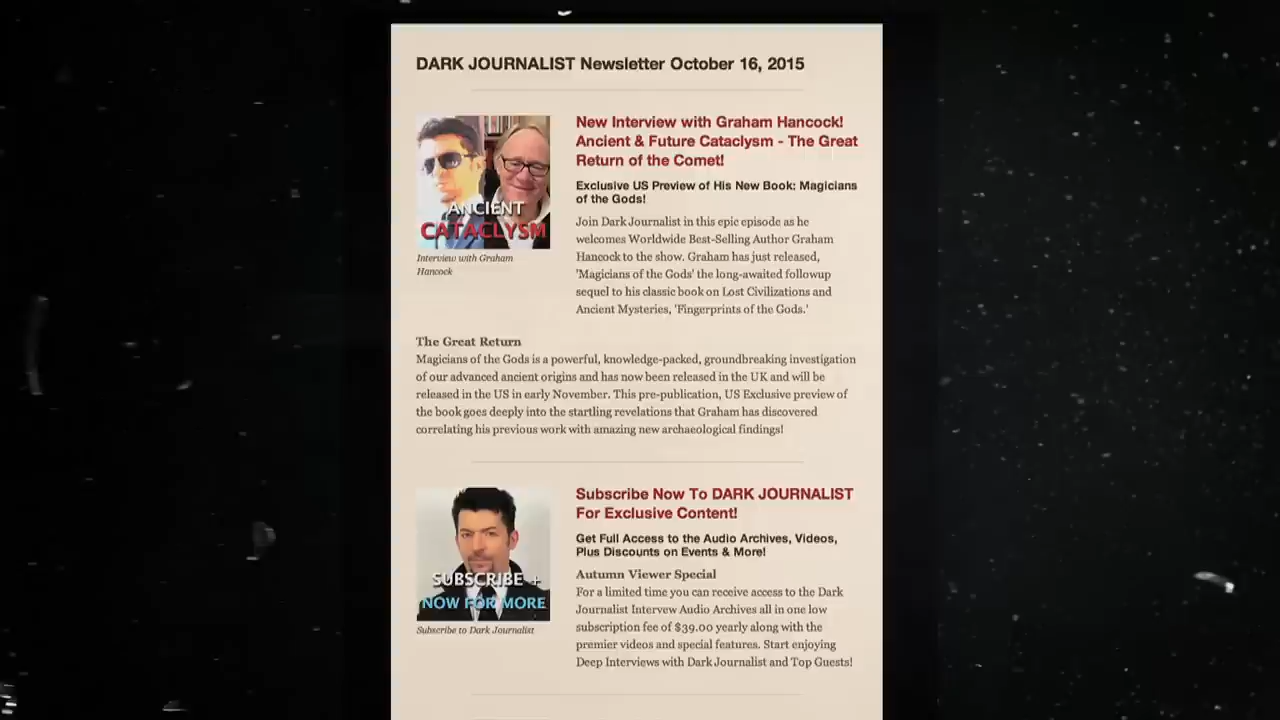 DARK JOURNALIST Newsletter October 16, 2015
ANCIENT
CATACLYSM
Interview with Graham
Hancock
New Interview with Graham Hancock!
Ancient & Future Cataclysm - The Great
Return of the Comet!
Exclusive US Preview of His New Book: Magicians
of the Gods!
Join Dark Journalist in this epic episode as he
welcomes Worldwide Best-Selling Author Graham
Hancock to the show. Graham has just released,
'Magicians of the Gods' the long-awaited followup
sequel to his classic book on Lost Civilizations and
Ancient Mysteries, 'Fingerprints of the Gods.'
The Great Return
Magicians of the Gods is a powerful, knowledge-packed, groundbreaking investigation
of our advanced ancient origins and has now been released in the UK and will be
released in the US in early November. This pre-publication, US Exclusive preview of
the book goes deeply into the startling revelations that Graham has discovered
correlating his previous work with amazing new archaeological findings!
SUBSCRIBE +
NOW FOR MORE
Subscribe to Dark Journalist
Subscribe Now To DARK JOURNALIST
For Exclusive Content!
Get Full Access to the Audio Archives, Videos,
Plus Discounts on Events & More!
Autumn Viewer Special
For a limited time you can receive access to the Dark
Journalist Intervew Audio Archives all in one low
subscription fee of $39.00 yearly along with the
premier videos and special features. Start enjoying
Deep Interviews with Dark Journalist and Top Guests!